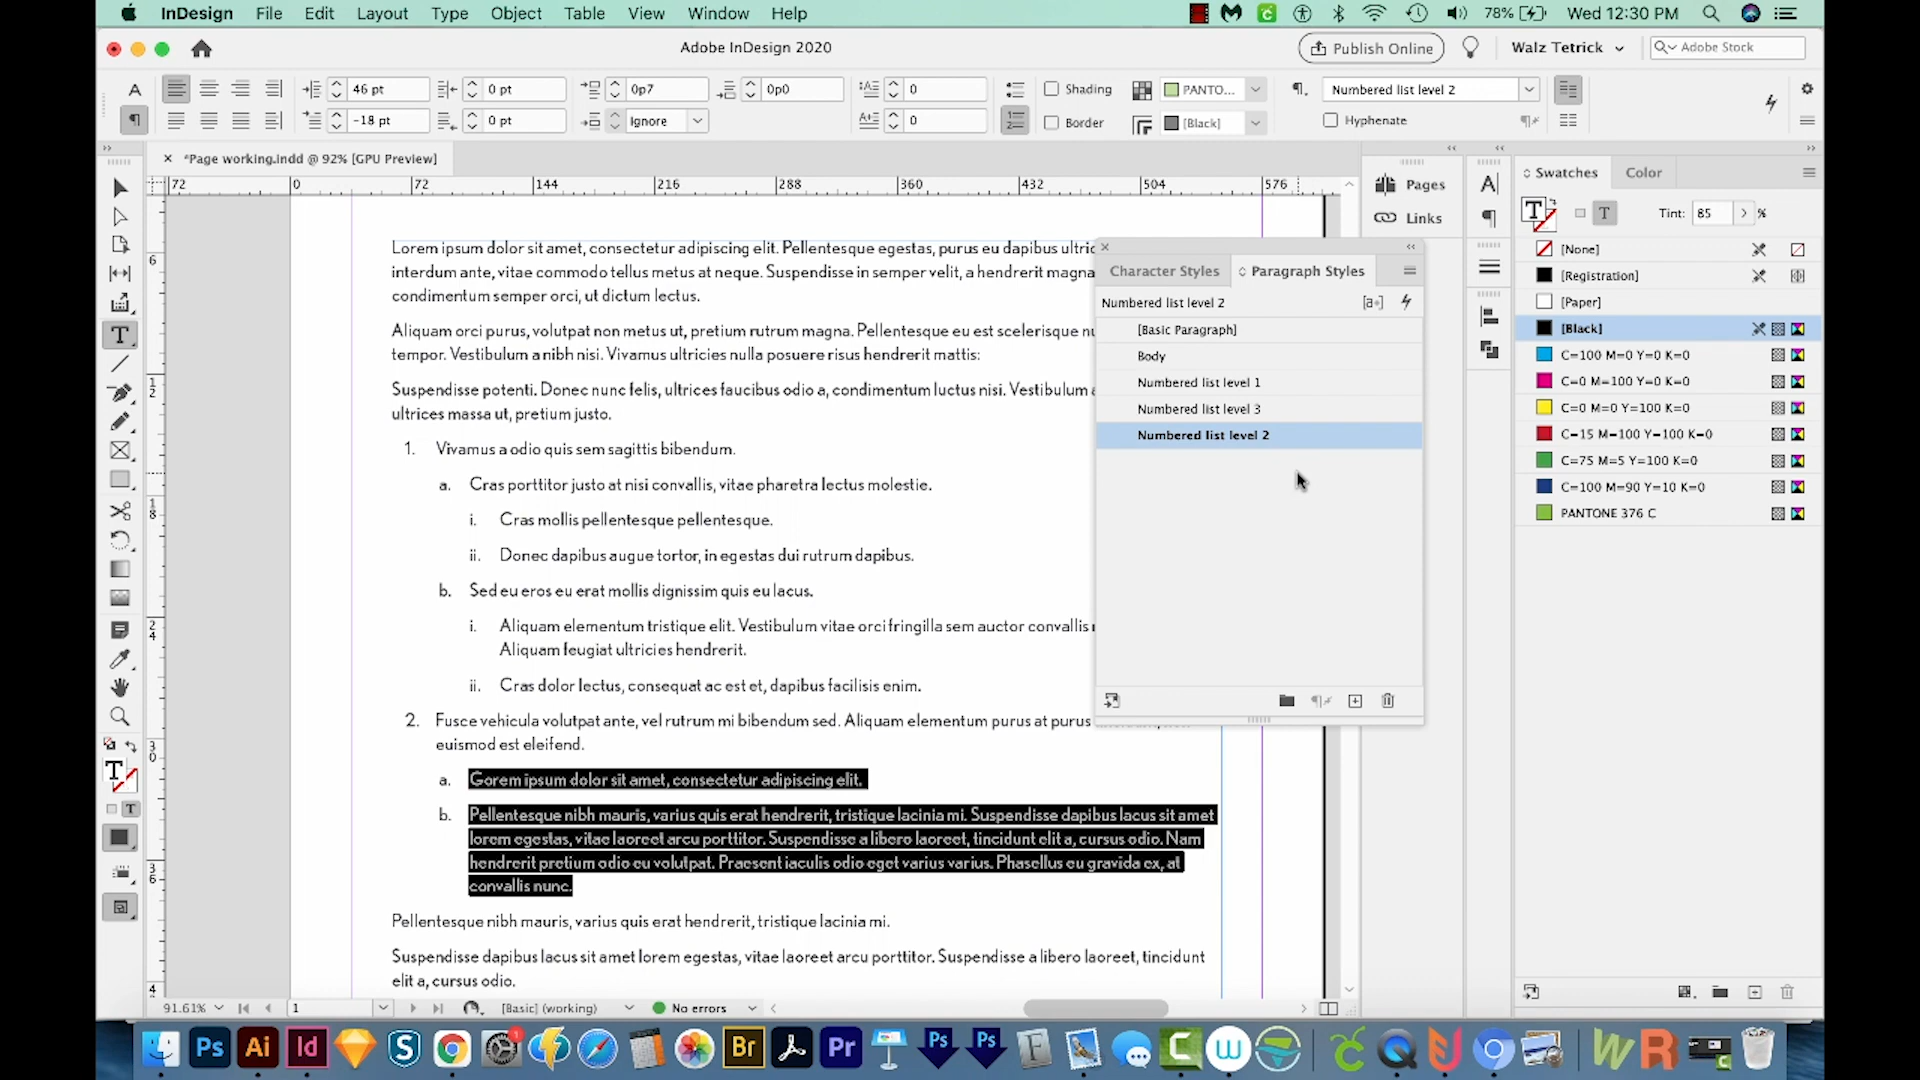 InDesign File Edit Layout Type Object Table View Window Help 78% Wed 12:30 PM
Adobe InDesign 2020 Publish Online Walz Tetrick Adobe Stock
A 46 pt 0 pt 0p7 0p0 0 Shading PANTO... Numbered list level 2
-18 pt 0 pt Ignore 0 Border [Black] Hyphenate
*Page working.indd @ 92% [GPU Preview]
72 0 72 144 216 288 360 432 504 576
Pages
Links
Swatches Color
Tint: 85 %
[None]
[Registration]
[Paper]
[Black]
C=100 M=0 Y=0 K=0
C=0 M=100 Y=0 K=0
C=0 M=0 Y=100 K=0
C=15 M=100 Y=100 K=0
C=75 M=5 Y=100 K=0
C=100 M=90 Y=10 K=0
PANTONE 376 C
Character Styles Paragraph Styles
Numbered list level 2
[Basic Paragraph]
Body
Numbered list level 1
Numbered list level 3
Numbered list level 2
Lorem ipsum dolor sit amet, consectetur adipiscing elit. Pellentesque egestas, purus eu dapibus
interdum ante, vitae commodo tellus metus at neque. Suspendisse in semper velit, a hendrerit magna
condimentum semper orci, ut dictum lectus.
Aliquam orci purus, volutpat non metus ut, pretium rutrum magna. Pellentesque eu est scelerisque
tempor. Vestibulum a nibh nisi. Vivamus ultricies nulla posuere risus hendrerit mattis:
Suspendisse potenti. Donec nunc felis, ultrices faucibus odio a, condimentum luctus nisi. Vestibulum
ultrices massa ut, pretium justo.
1. Vivamus a odio quis sem sagittis bibendum.
a. Cras porttitor justo at nisi convallis, vitae pharetra lectus molestie.
i. Cras mollis pellentesque pellentesque.
ii. Donec dapibus augue tortor, in egestas dui rutrum dapibus.
b. Sed eu eros eu erat mollis dignissim quis eu lacus.
i. Aliquam elementum tristique elit. Vestibulum vitae orci fringilla sem auctor convallis
Aliquam feugiat ultricies hendrerit.
ii. Cras dolor lectus, consequat ac est et, dapibus facilisis enim.
2. Fusce vehicula volutpat ante, vel rutrum mi bibendum sed. Aliquam elementum purus at purus
euismod est eleifend.
a. Gorem ipsum dolor sit amet, consectetur adipiscing elit.
b. Pellentesque nibh mauris, varius quis erat hendrerit, tristique lacinia mi. Suspendisse dapibus lacus sit amet
lorem egestas, vitae laoreet arcu porttitor. Suspendisse a libero laoreet, tincidunt elit a, cursus odio. Nam
hendrerit pretium odio eu volutpat. Praesent iaculis odio eget varius varius. Phasellus eu gravida ex, at
convallis nunc.
Pellentesque nibh mauris, varius quis erat hendrerit, tristique lacinia mi.
Suspendisse dapibus lacus sit amet lorem egestas, vitae laoreet arcu porttitor. Suspendisse a libero laoreet, tincidunt
elit a, cursus odio.
91.61% 1 [Basic] (working) No errors
Ps Ai Id S Br Pr Ps Ps F C W W R